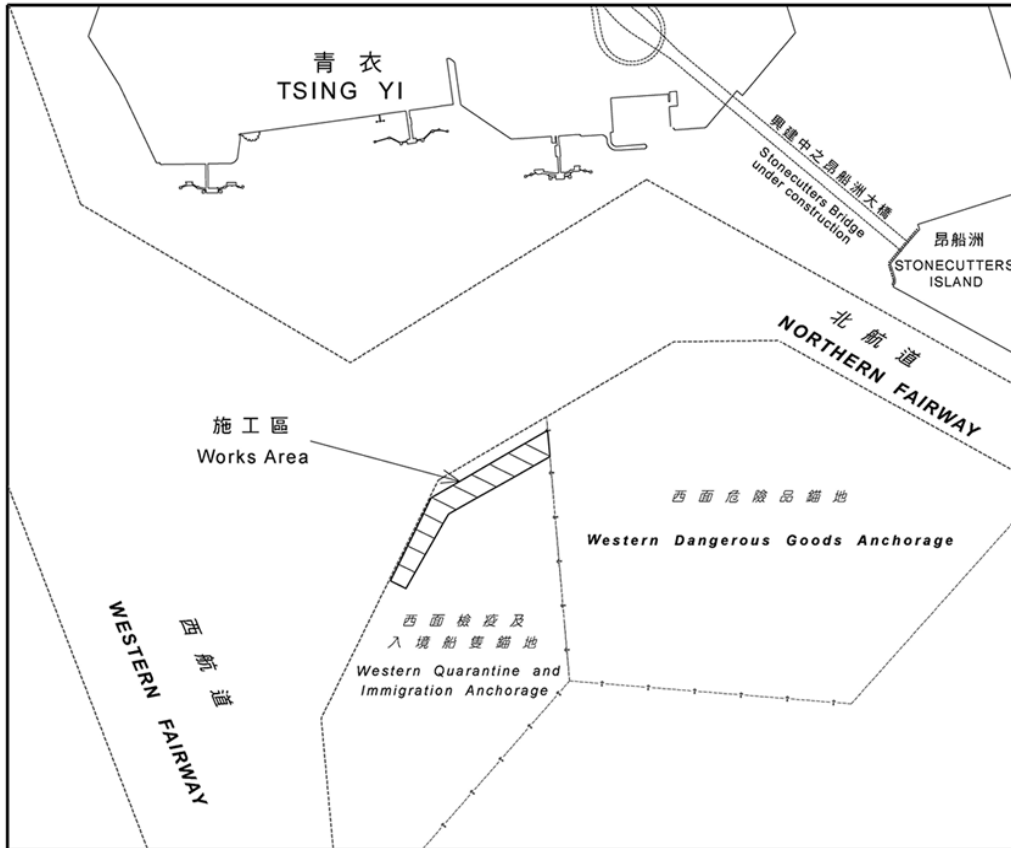 青衣
TSING YI
興建中之昂船洲大橋
Stonecutters Bridge
under construction
昂船洲
STONECUTTERS
ISLAND
北航道
NORTHERN FAIRWAY
施工區
Works Area
西面危險品錨地
Western Dangerous Goods Anchorage
西面檢疫及
入境船隻錨地
Western Quarantine and
Immigration Anchorage
西航道
WESTERN FAIRWAY